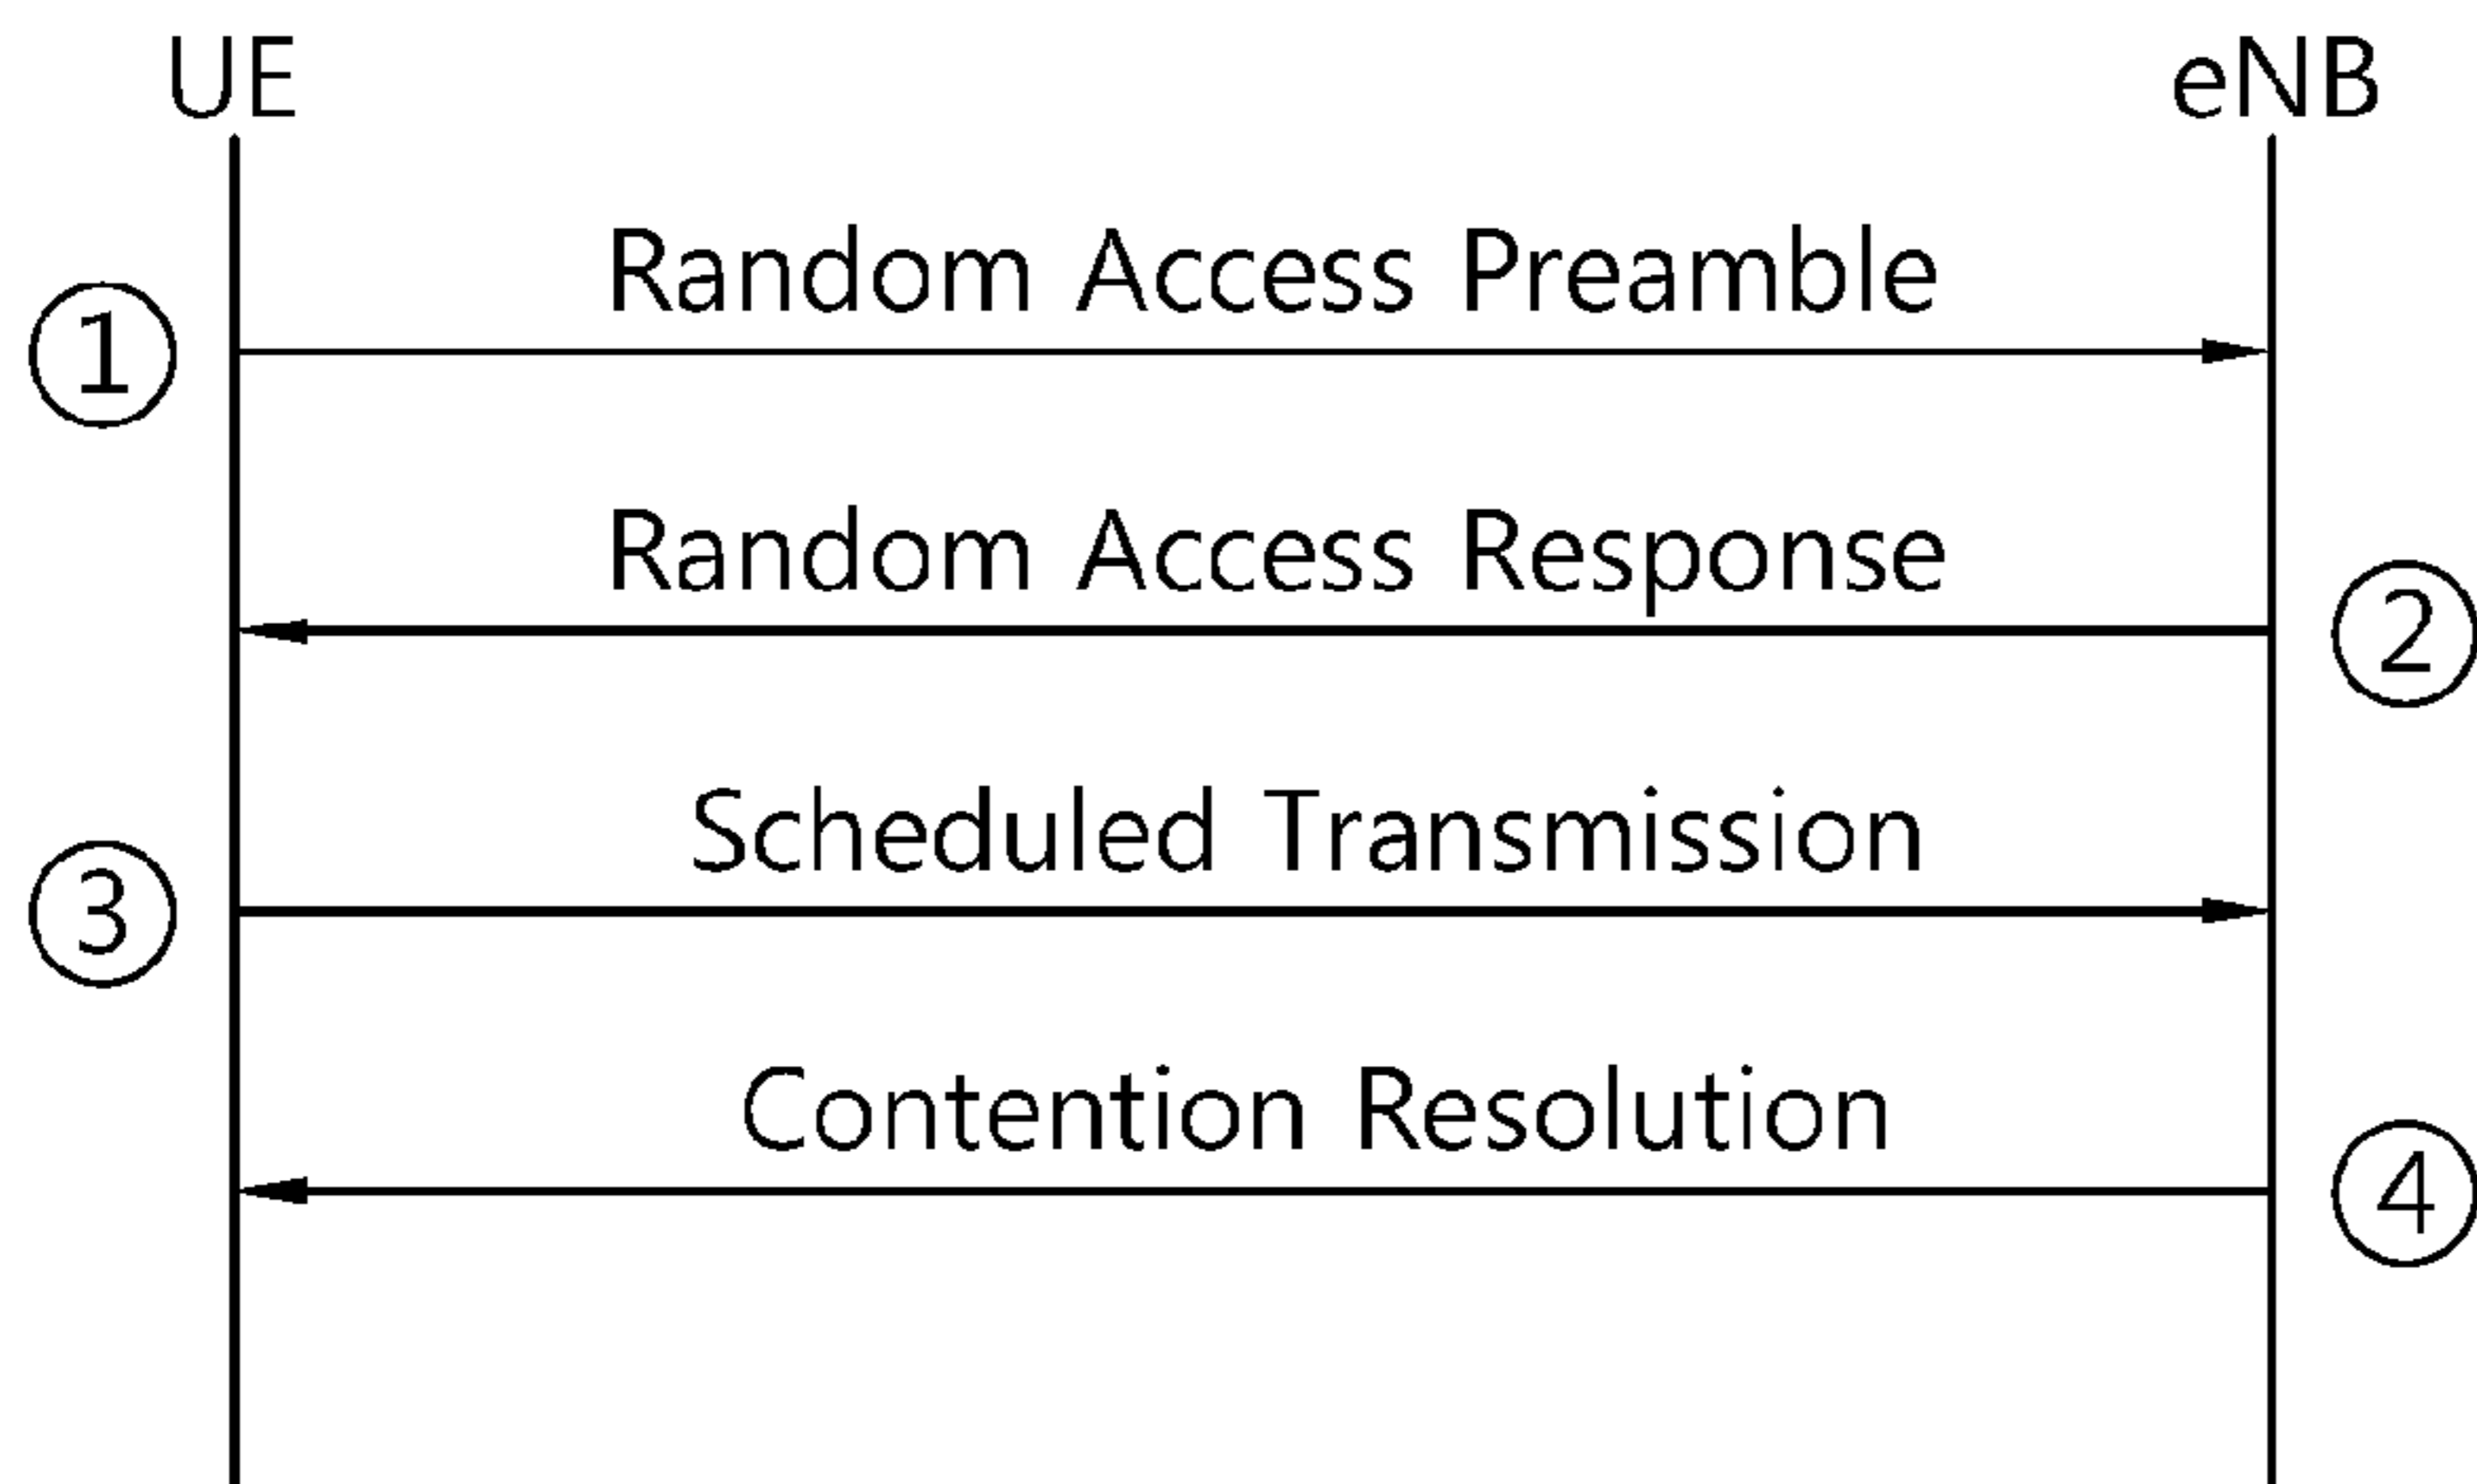 UE eNB
Random Access Preamble
①
Random Access Response
②
Scheduled Transmission
③
Contention Resolution
④